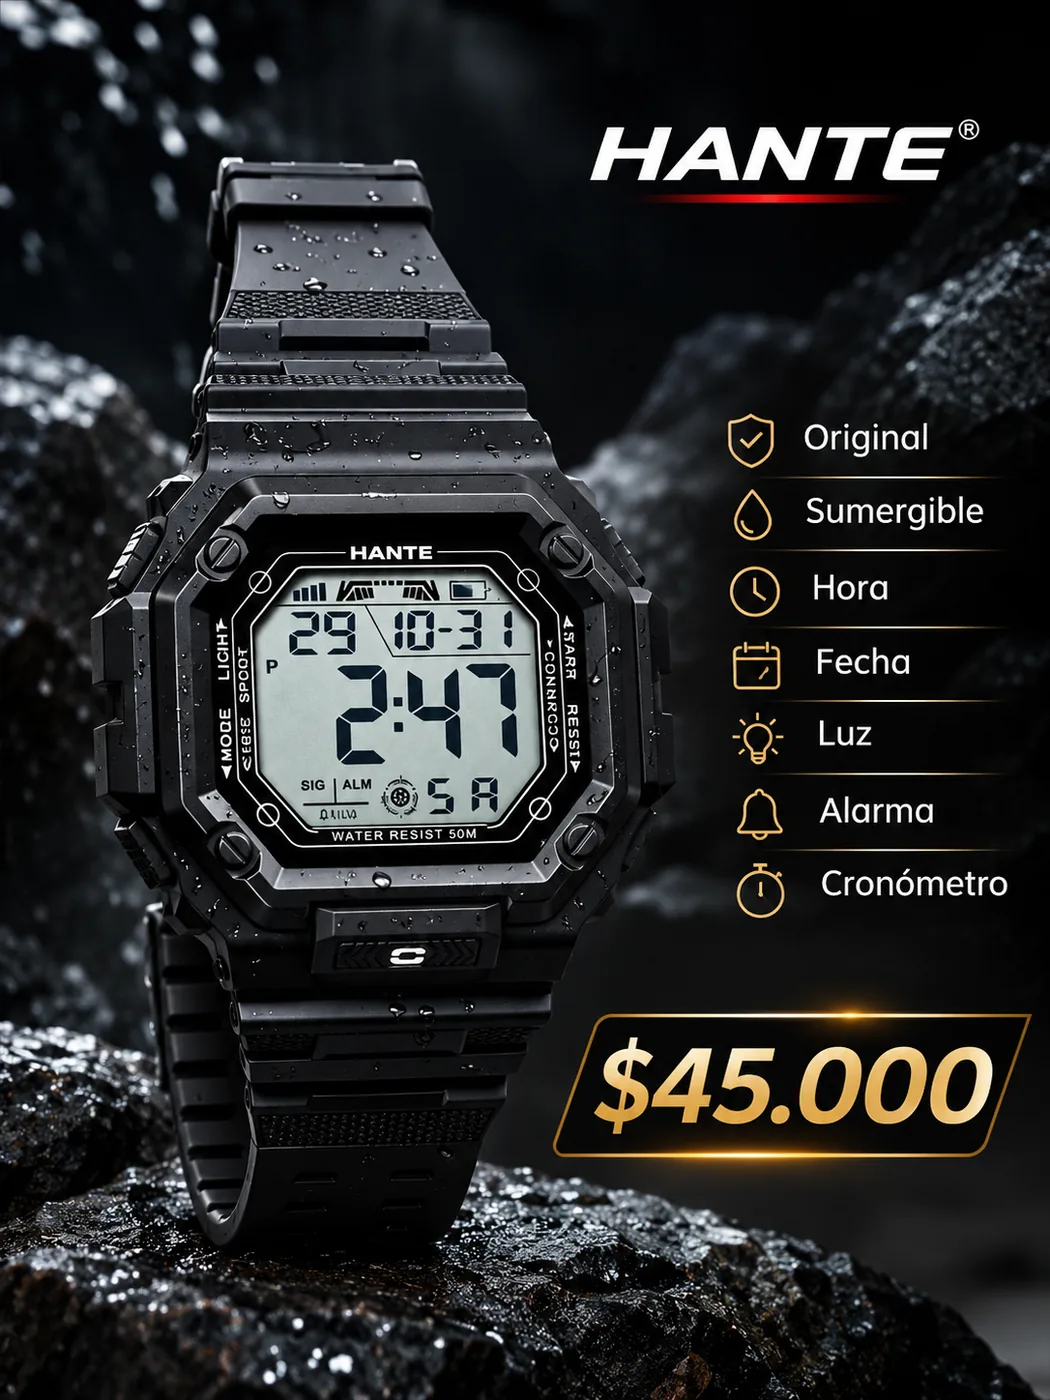 HANTE®
Original
Sumergible
Hora
Fecha
Luz
Alarma
Cronómetro
$45.000
HANTE
29 10-31
P
2:47
SIG ALM
SA
WATER RESIST 50M
MODE